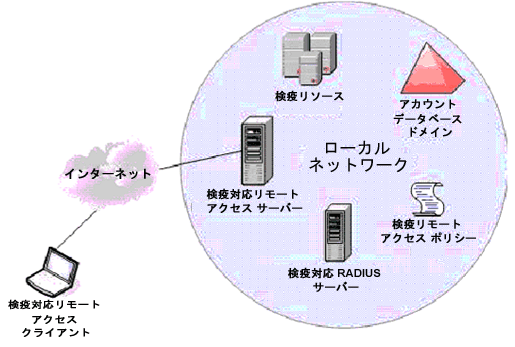 検疫リソース
アカウント
データベース
ドメイン
ローカル
ネットワーク
インターネット
検疫対応リモート
アクセス サーバー
検疫リモート
アクセス ポリシー
検疫対応 RADIUS
サーバー
検疫対応リモート
アクセス
クライアント